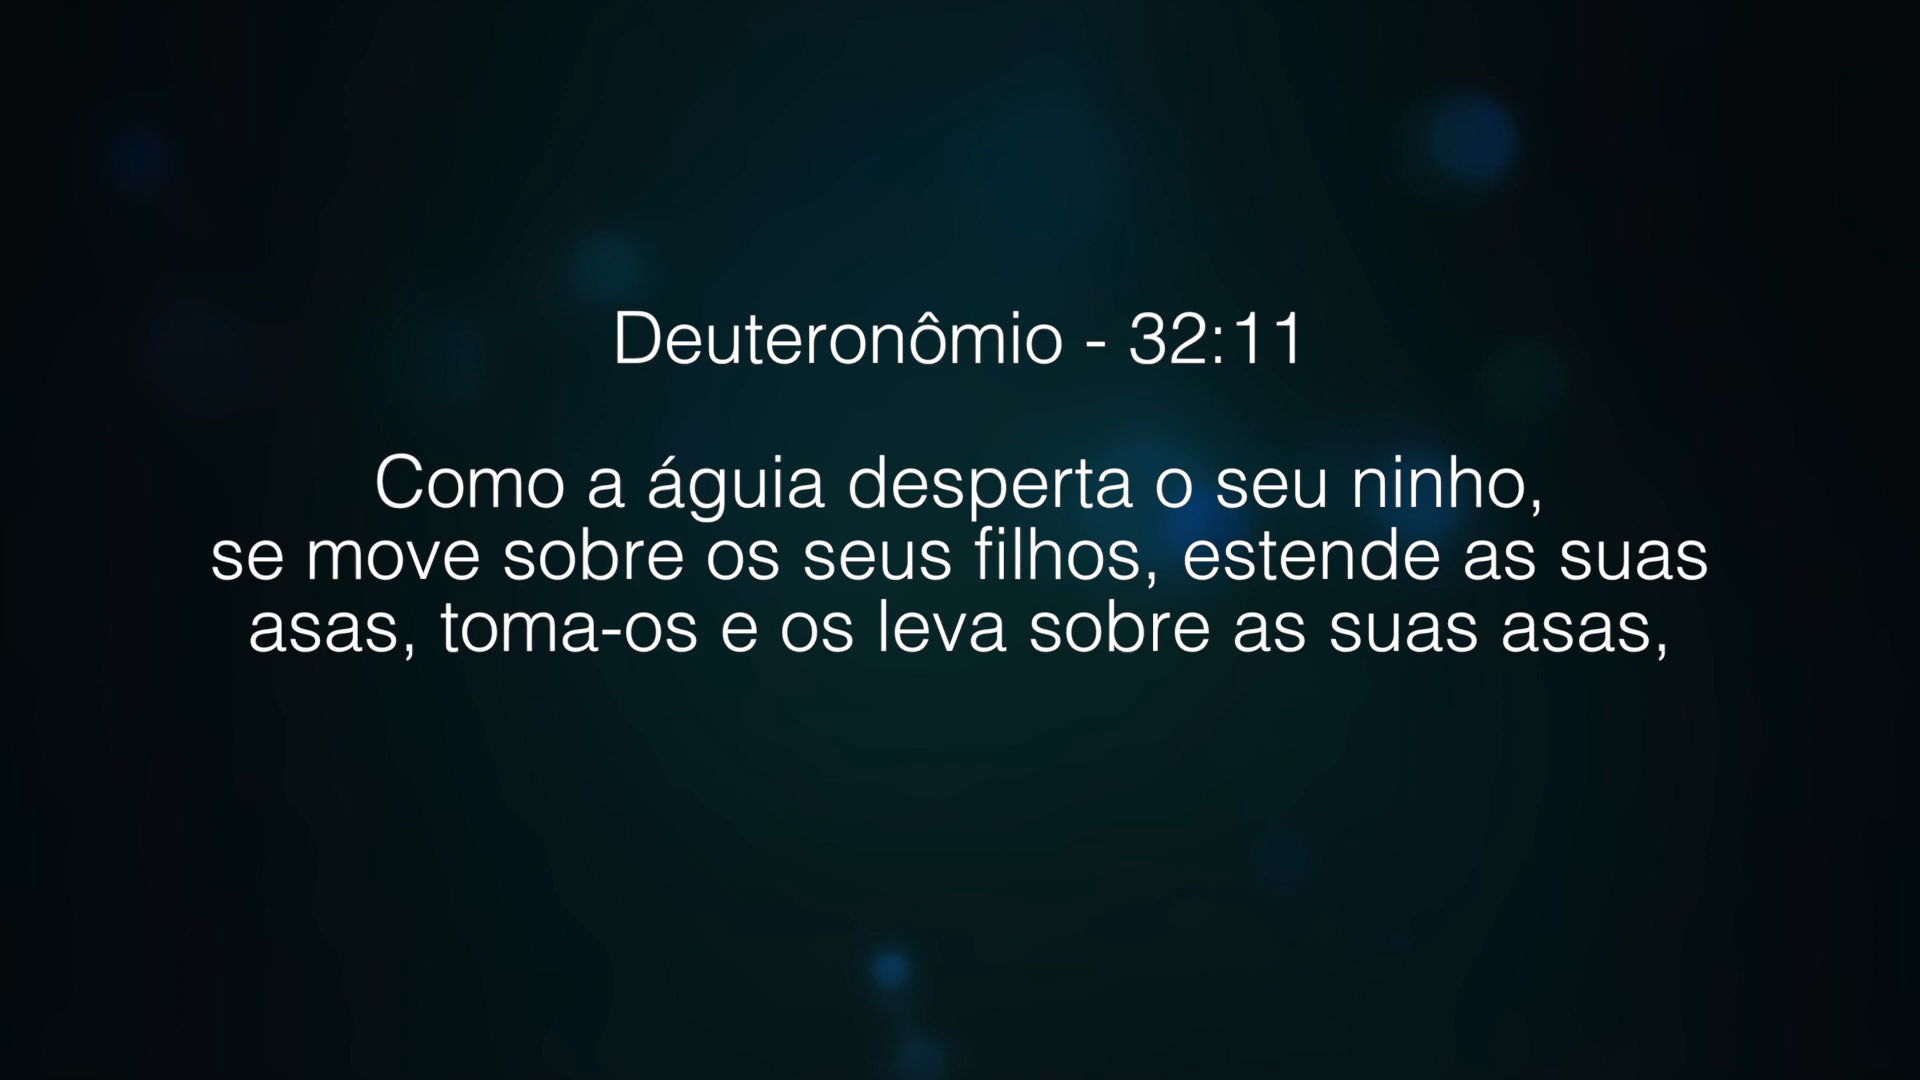 Deuteronômio - 32:11
Como a águia desperta o seu ninho,
se move sobre os seus filhos, estende as suas
asas, toma-os e os leva sobre as suas asas,